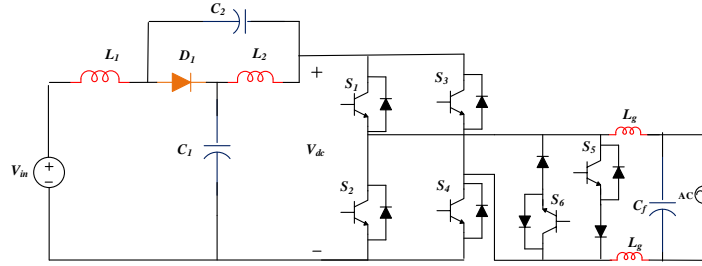 C2
L1
D1
L2
+
S1
S3
Lg
Vin
+
−
C1
Vdc
S5
S2
S4
S6
Cf
AC
−
Lg